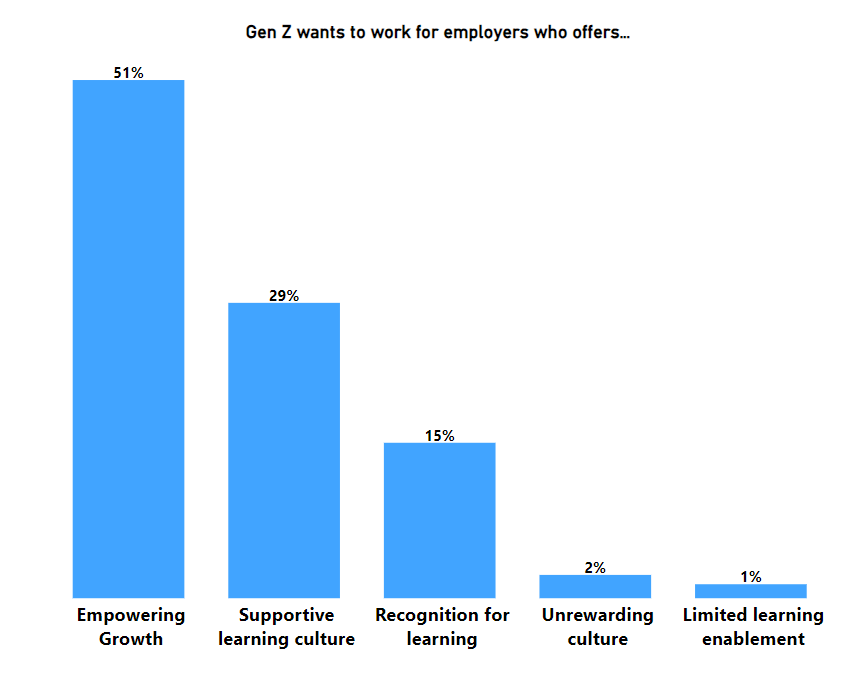 Gen Z wants to work for employers who offers...
51%
29%
15%
2%
1%
Empowering
Growth
Supportive
learning culture
Recognition for
learning
Unrewarding
culture
Limited learning
enablement